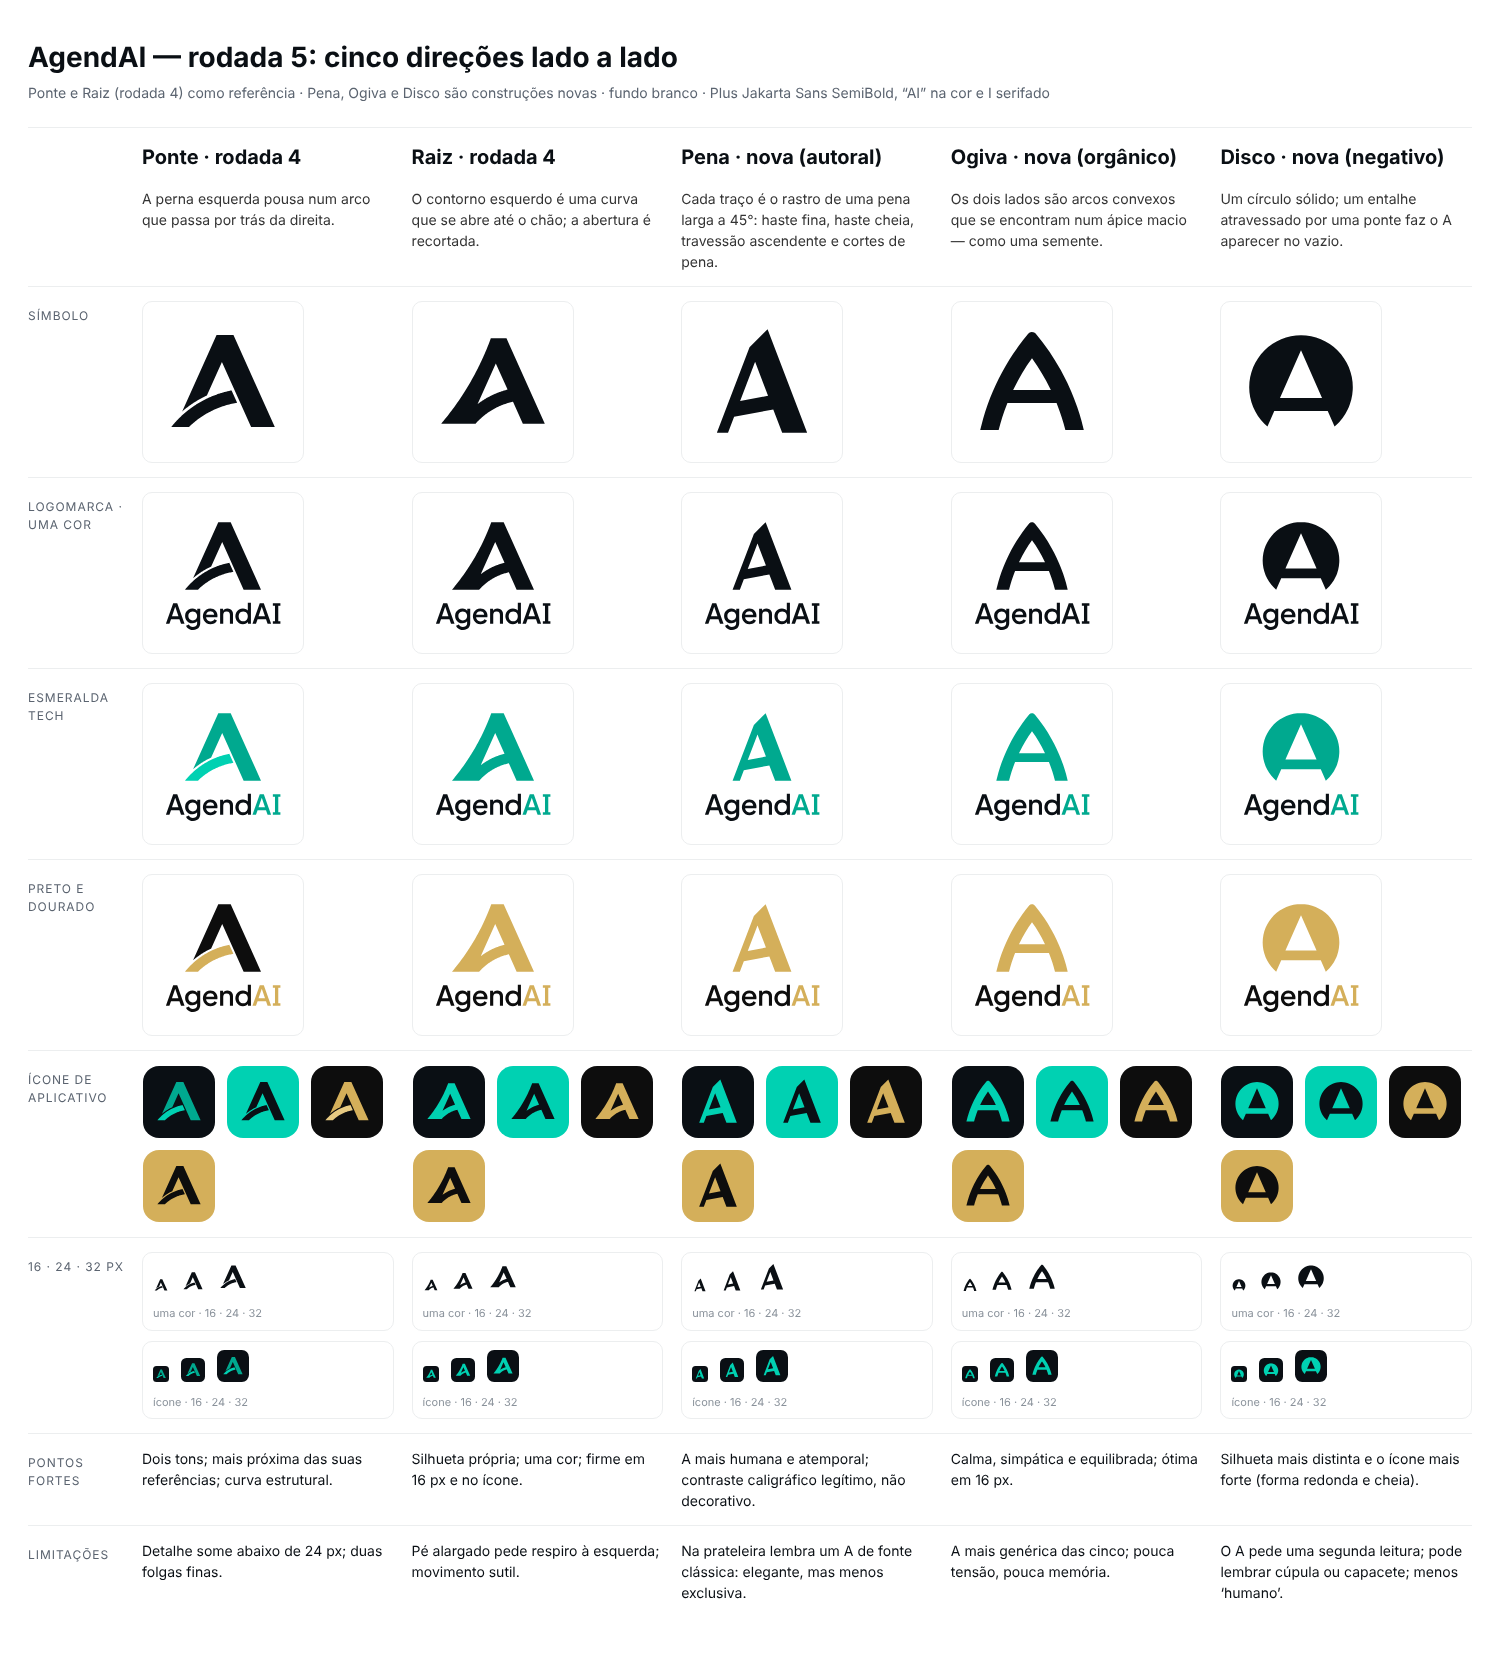 AgendAI — rodada 5: cinco direções lado a lado
Ponte e Raiz (rodada 4) como referência · Pena, Ogiva e Disco são construções novas · fundo branco · Plus Jakarta Sans SemiBold, “AI” na cor e I serifado
Ponte · rodada 4
A perna esquerda pousa num arco
que passa por trás da direita.
Raiz · rodada 4
O contorno esquerdo é uma curva
que se abre até o chão; a abertura é
recortada.
Pena · nova (autoral)
Cada traço é o rastro de uma pena
larga a 45°: haste fina, haste cheia,
travessão ascendente e cortes de
pena.
Ogiva · nova (orgânico)
Os dois lados são arcos convexos
que se encontram num ápice macio
— como uma semente.
Disco · nova (negativo)
Um círculo sólido; um entalhe
atravessado por uma ponte faz o A
aparecer no vazio.
SÍMBOLO
LOGOMARCA ·
UMA COR
AgendAI
AgendAI
AgendAI
AgendAI
AgendAI
ESMERALDA
TECH
AgendAI
AgendAI
AgendAI
AgendAI
AgendAI
PRETO E
DOURADO
AgendAI
AgendAI
AgendAI
AgendAI
AgendAI
ÍCONE DE
APLICATIVO
16 · 24 · 32 PX
uma cor · 16 · 24 · 32
uma cor · 16 · 24 · 32
uma cor · 16 · 24 · 32
uma cor · 16 · 24 · 32
uma cor · 16 · 24 · 32
ícone · 16 · 24 · 32
ícone · 16 · 24 · 32
ícone · 16 · 24 · 32
ícone · 16 · 24 · 32
ícone · 16 · 24 · 32
PONTOS
FORTES
Dois tons; mais próxima das suas
referências; curva estrutural.
Silhueta própria; uma cor; firme em
16 px e no ícone.
A mais humana e atemporal;
contraste caligráfico legítimo, não
decorativo.
Calma, simpática e equilibrada; ótima
em 16 px.
Silhueta mais distinta e o ícone mais
forte (forma redonda e cheia).
LIMITAÇÕES
Detalhe some abaixo de 24 px; duas
folgas finas.
Pé alargado pede respiro à esquerda;
movimento sutil.
Na prateleira lembra um A de fonte
clássica: elegante, mas menos
exclusiva.
A mais genérica das cinco; pouca
tensão, pouca memória.
O A pede uma segunda leitura; pode
lembrar cúpula ou capacete; menos
‘humano’.